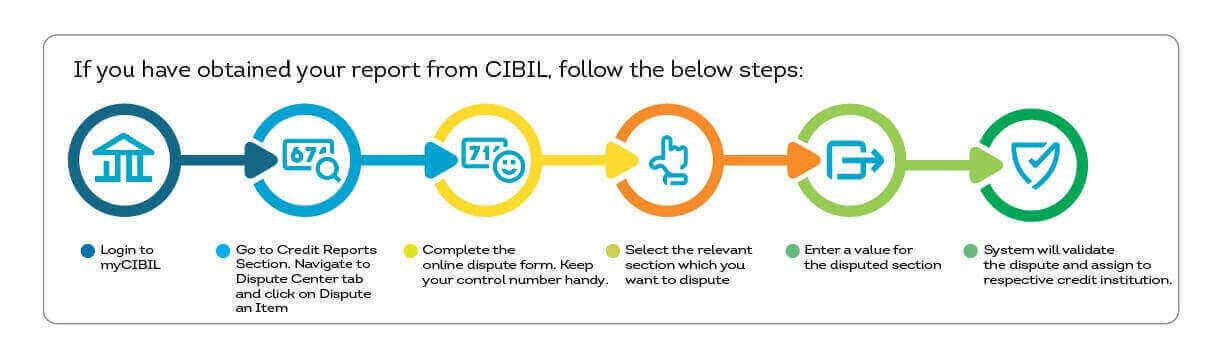 If you have obtained your report from CIBIL, follow the below steps:
67
71
Login to
myCIBIL
Go to Credit Reports
Section. Navigate to
Dispute Center tab
and click on Dispute
an Item
Complete the
online dispute form. Keep
your control number handy.
Select the relevant
section which you
want to dispute
Enter a value for
the disputed section
System will validate
the dispute and assign to
respective credit institution.